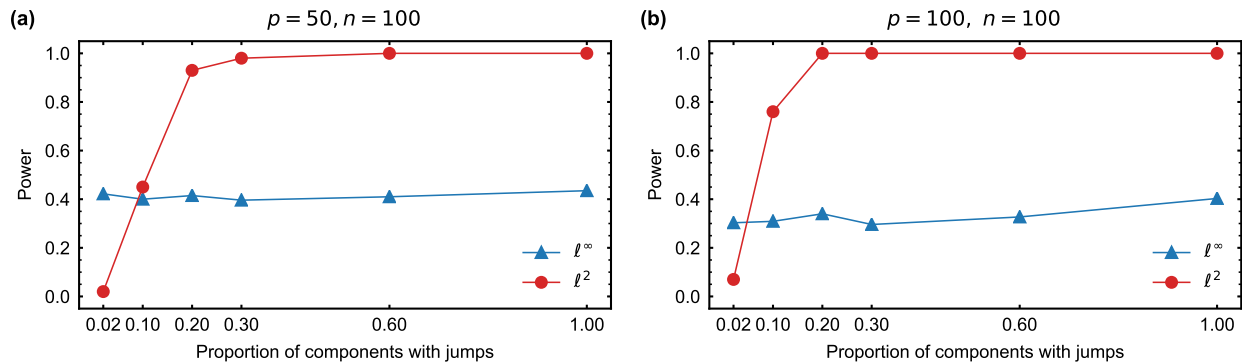 (a)
p = 50, n = 100
Power
1.0
0.8
0.6
0.4
0.2
0.0
ℓ∞
ℓ2
0.02 0.10 0.20 0.30 0.60 1.00
Proportion of components with jumps
(b)
p = 100, n = 100
Power
1.0
0.8
0.6
0.4
0.2
0.0
ℓ∞
ℓ2
0.02 0.10 0.20 0.30 0.60 1.00
Proportion of components with jumps